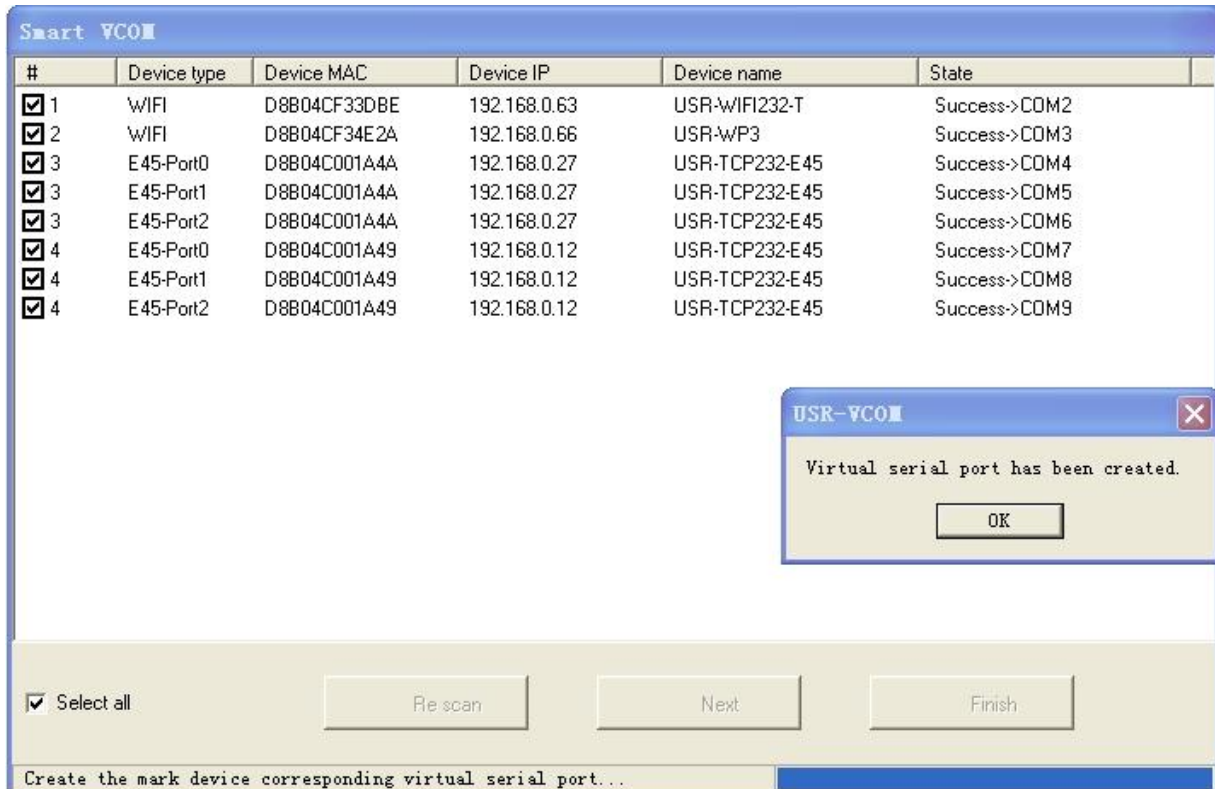 Smart VCOM
# Device type Device MAC Device IP Device name State
1 WIFI D8B04CF33DBE 192.168.0.63 USR-WIFI232-T Success->COM2
2 WIFI D8B04CF34E2A 192.168.0.66 USR-WP3 Success->COM3
3 E45-Port0 D8B04C001A4A 192.168.0.27 USR-TCP232-E45 Success->COM4
3 E45-Port1 D8B04C001A4A 192.168.0.27 USR-TCP232-E45 Success->COM5
3 E45-Port2 D8B04C001A4A 192.168.0.27 USR-TCP232-E45 Success->COM6
4 E45-Port0 D8B04C001A49 192.168.0.12 USR-TCP232-E45 Success->COM7
4 E45-Port1 D8B04C001A49 192.168.0.12 USR-TCP232-E45 Success->COM8
4 E45-Port2 D8B04C001A49 192.168.0.12 USR-TCP232-E45 Success->COM9
USR-VCOM
Virtual serial port has been created.
OK
Select all Re scan Next Finish
Create the mark device corresponding virtual serial port...